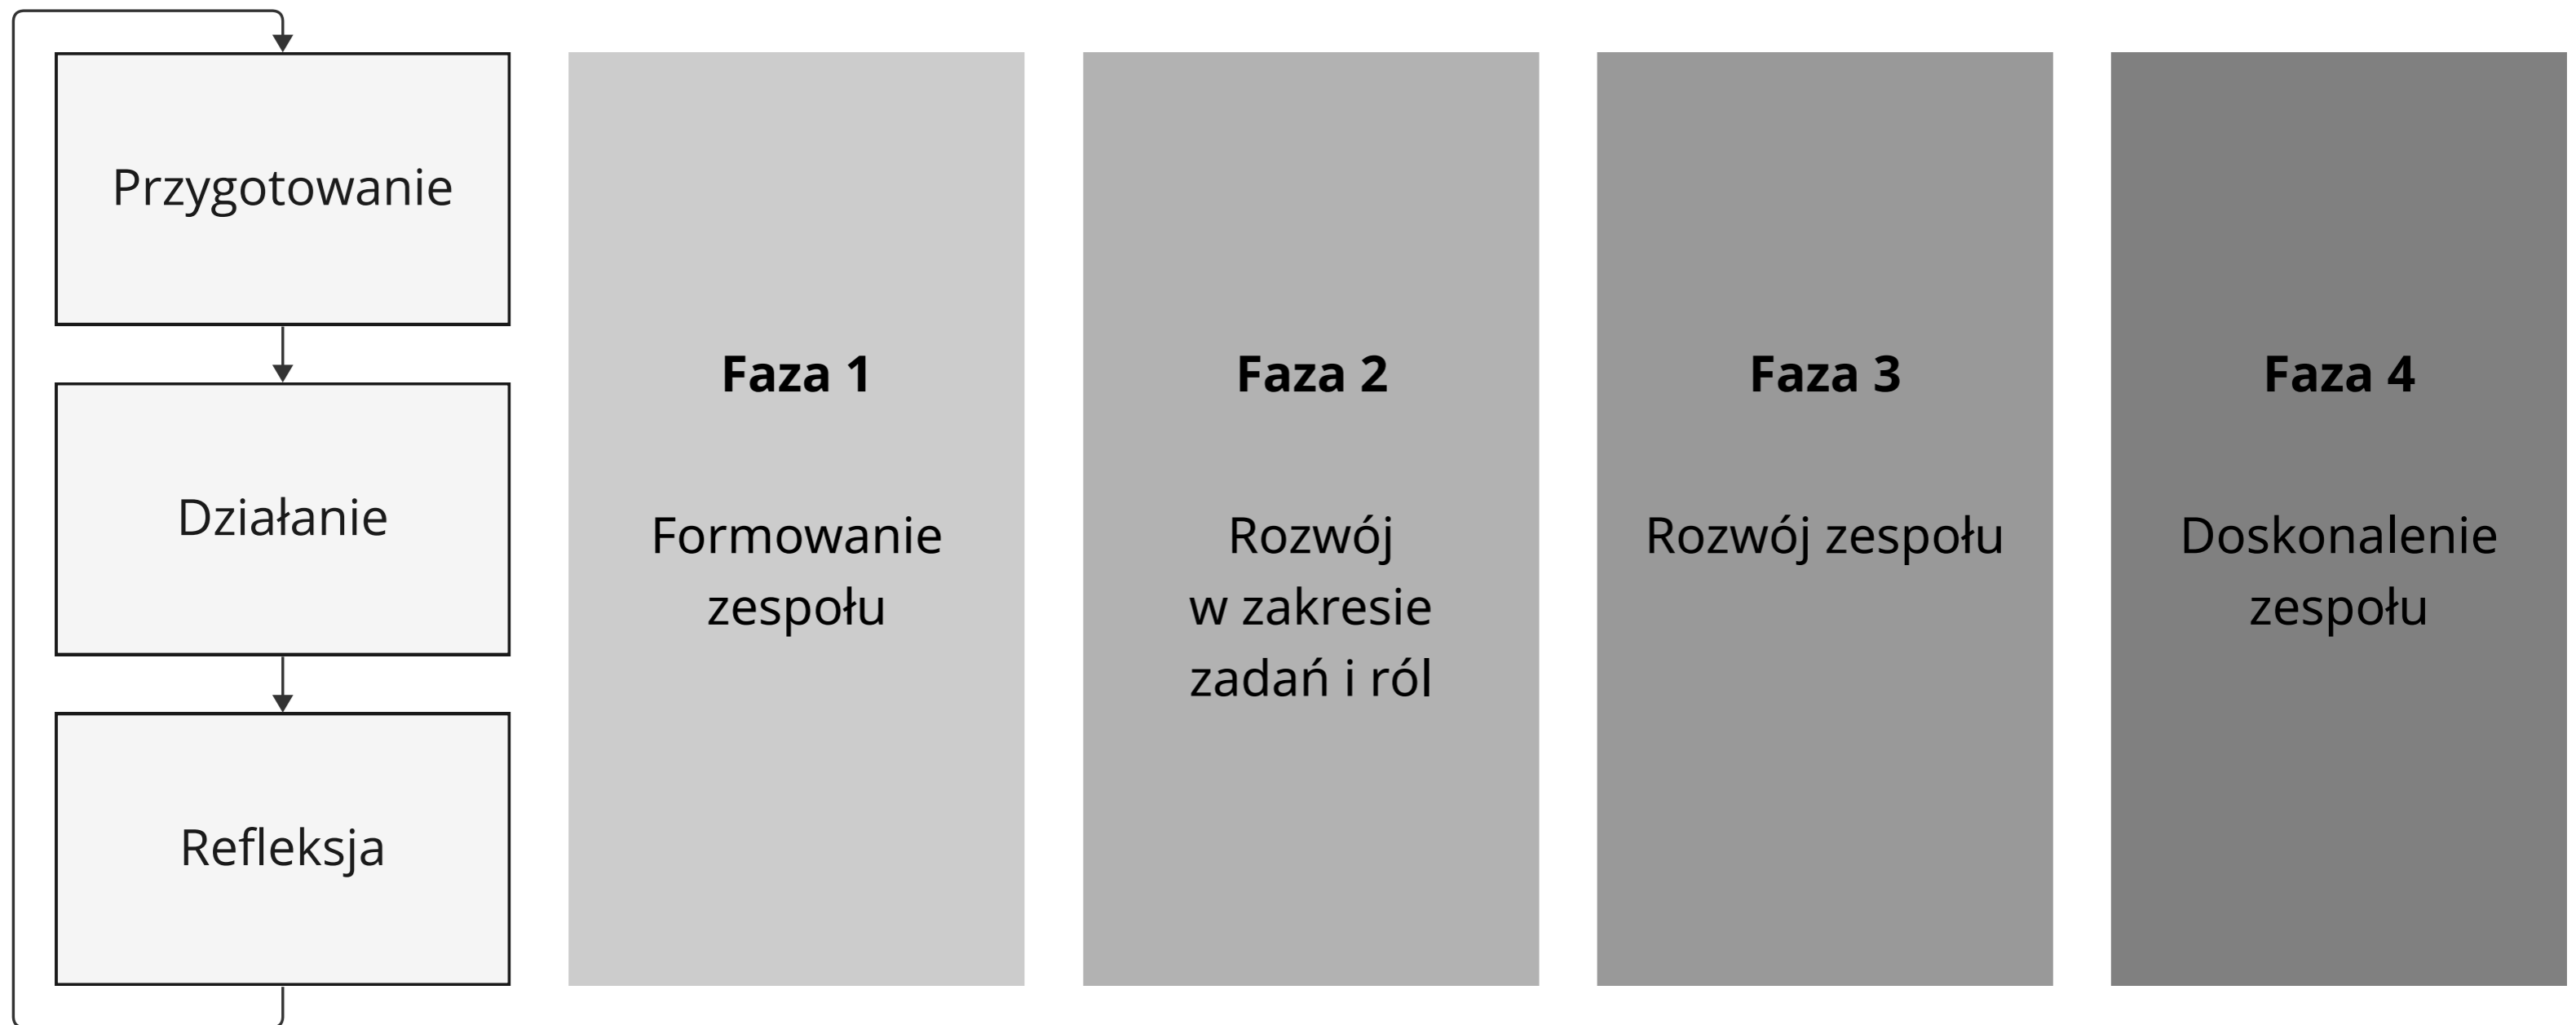 Przygotowanie
Działanie
Refleksja
Faza 1
Formowanie
zespołu
Faza 2
Rozwój
w zakresie
zadań i ról
Faza 3
Rozwój zespołu
Faza 4
Doskonalenie
zespołu